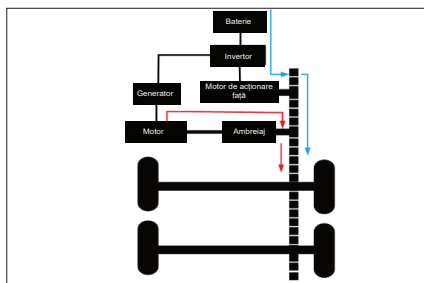 Baterie
Invertor
Generator
Motor de acționare
față
Motor
Ambreiaj